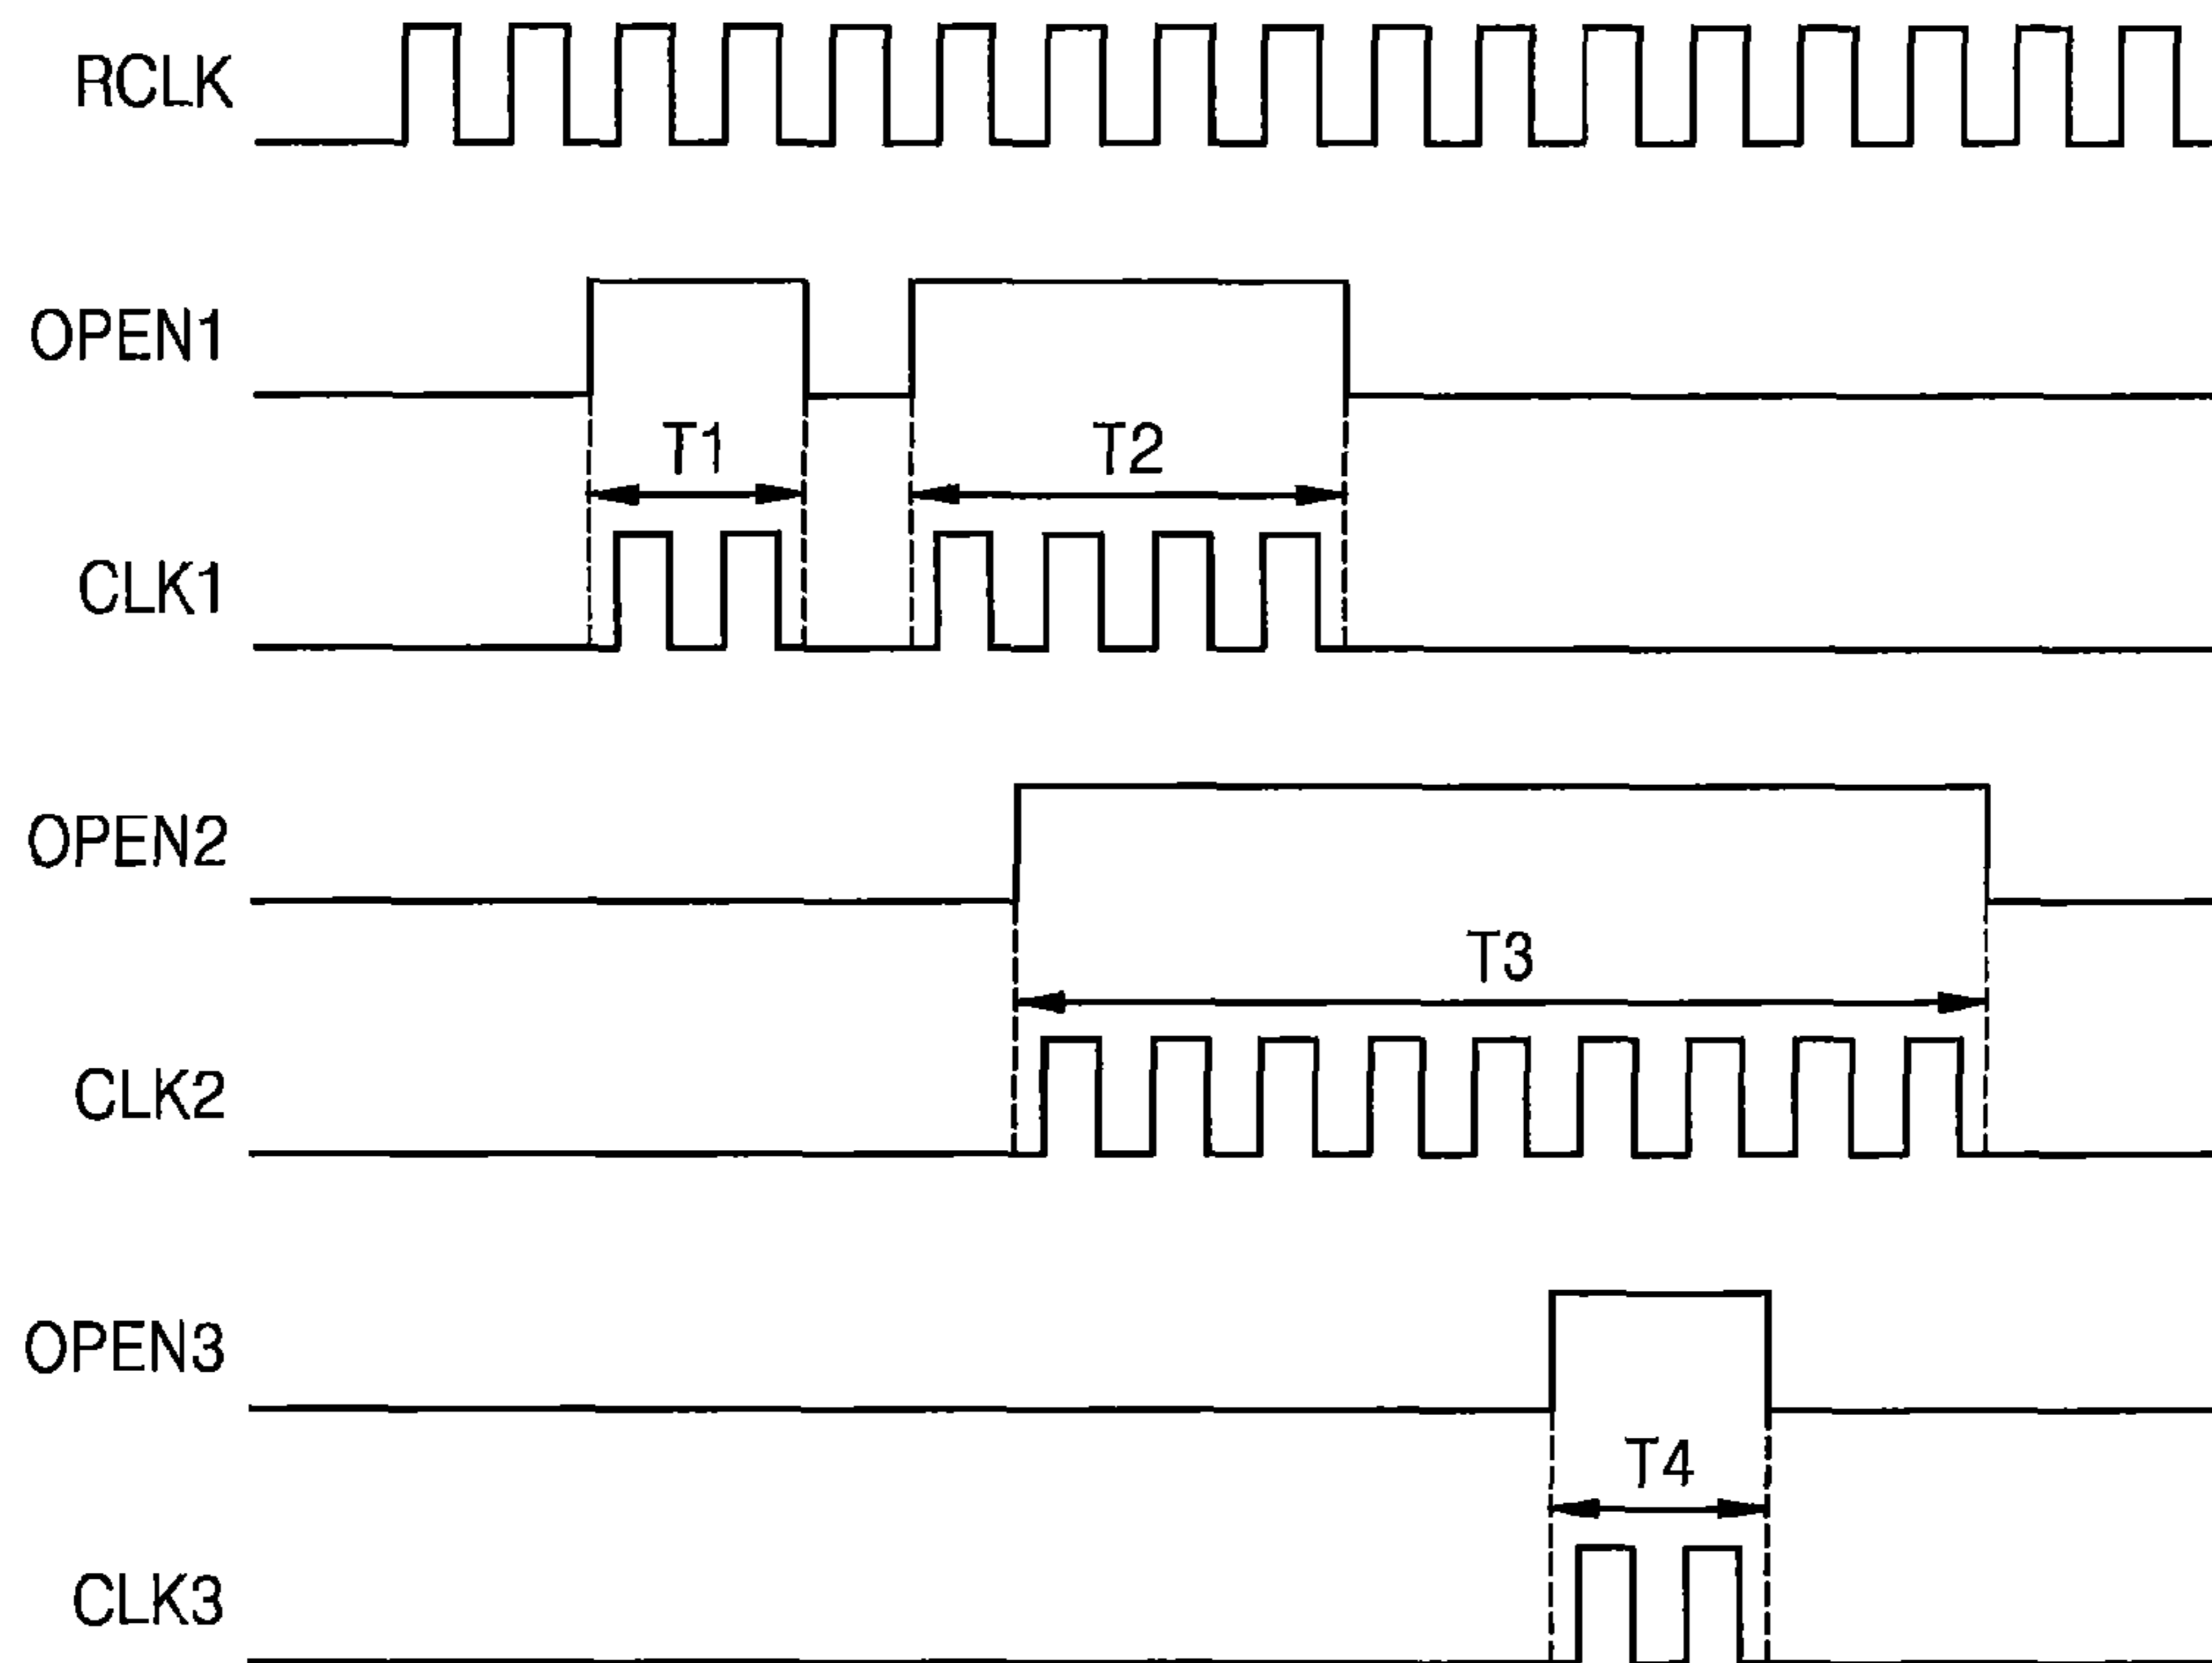 RCLK
OPEN1
T1
T2
CLK1
OPEN2
T3
CLK2
OPEN3
T4
CLK3